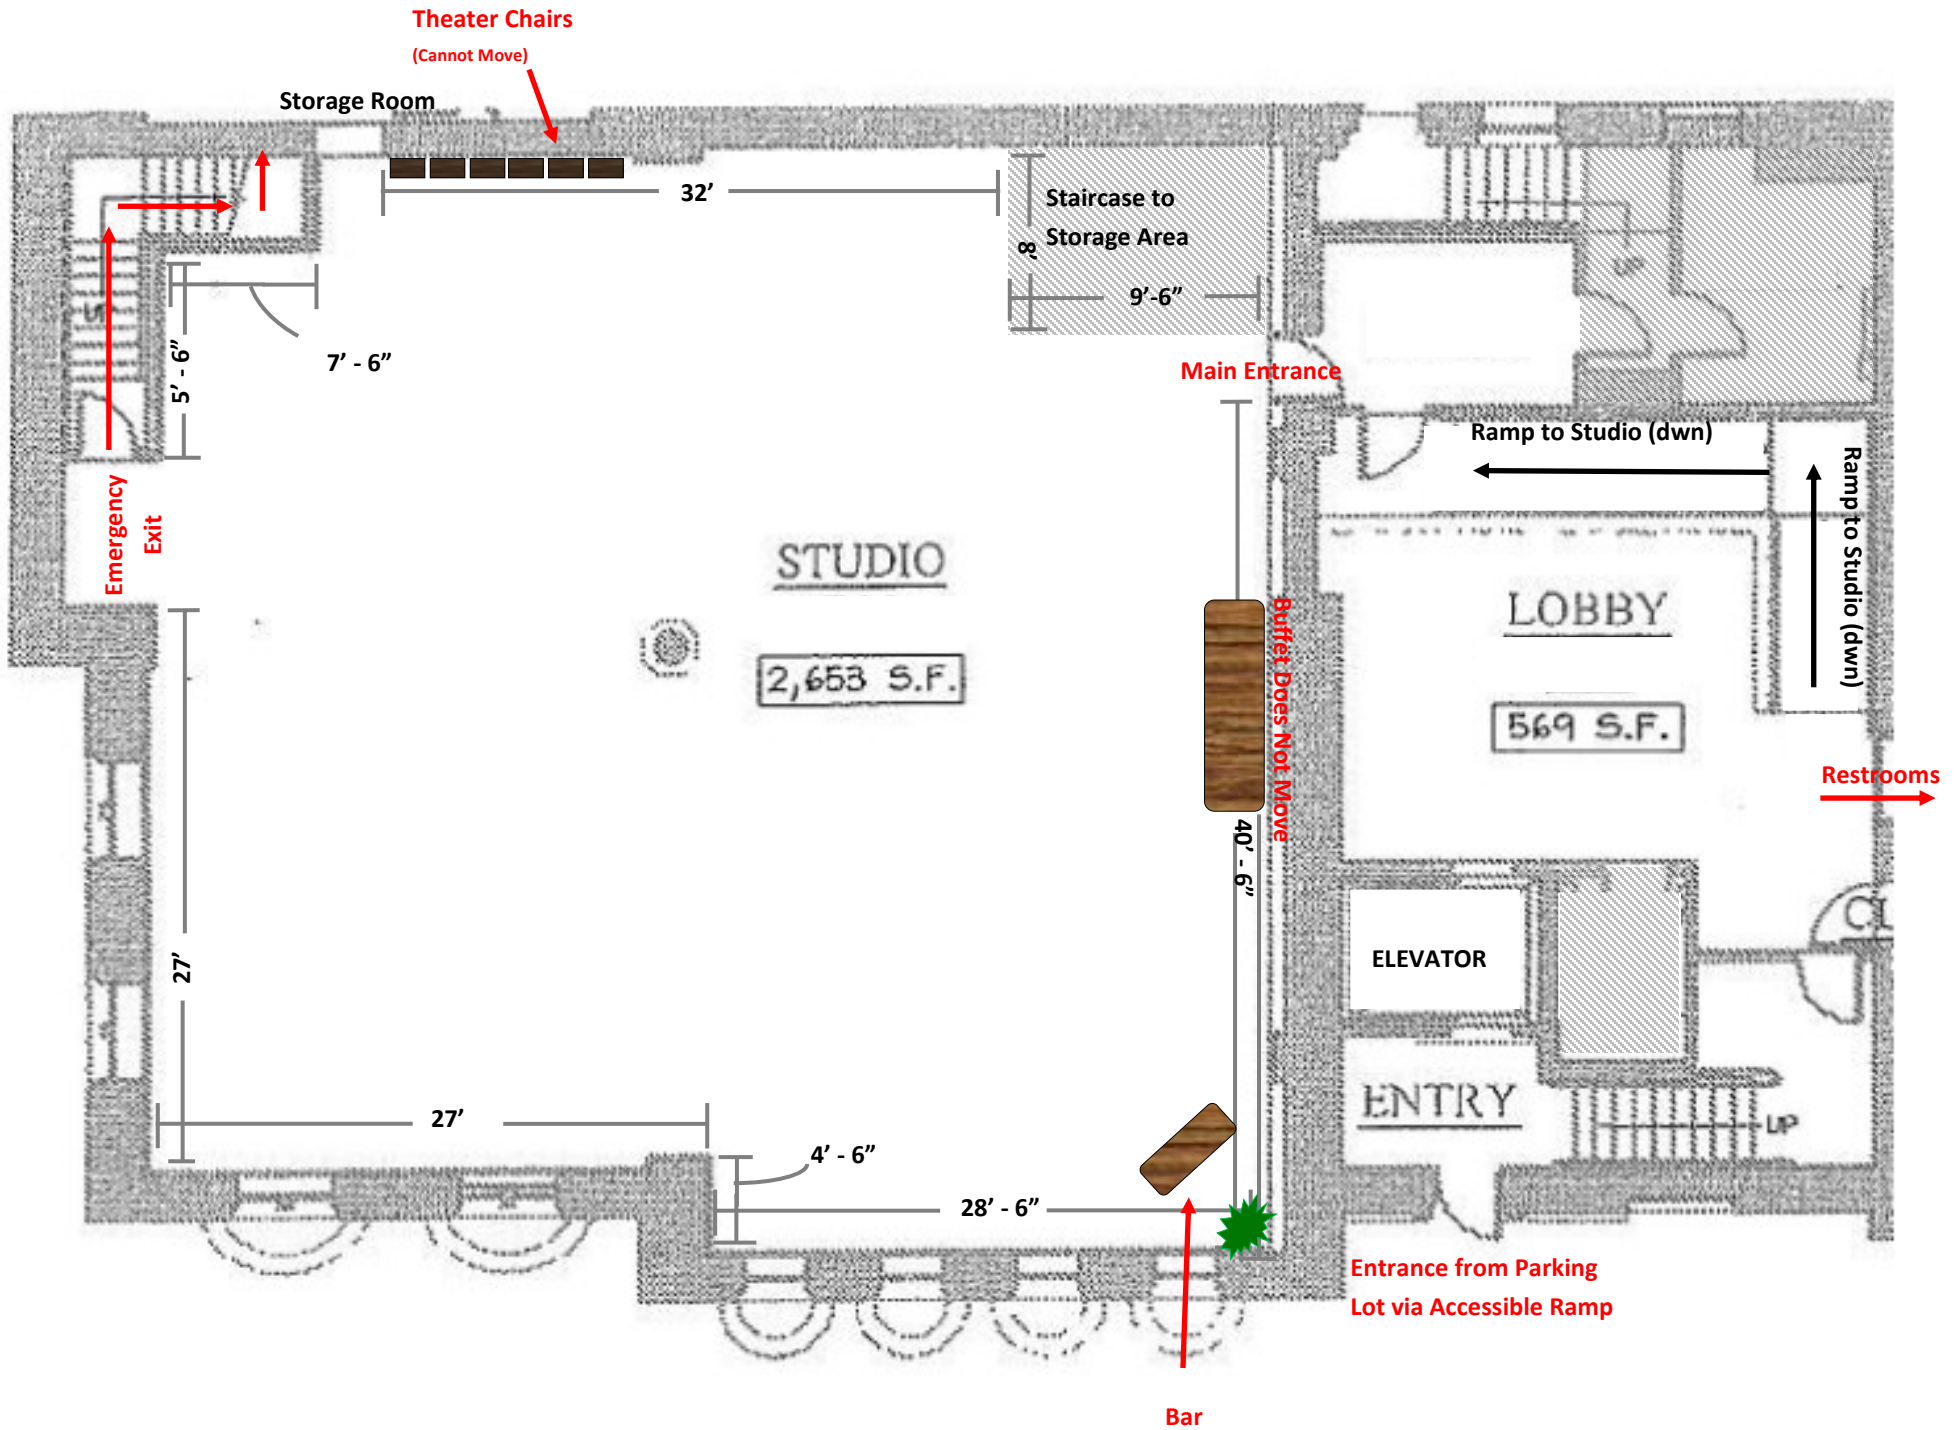 Theater Chairs
(Cannot Move)
Storage Room
32’
Staircase to
Storage Area
8’
9’-6”
UP
7’ - 6”
5’ - 6”
Main Entrance
Ramp to Studio (dwn)
Ramp to Studio (dwn)
Emergency
Exit
STUDIO
2,653 S.F.
Buffet Does Not Move
LOBBY
569 S.F.
Restrooms
40’ - 6”
CL
ELEVATOR
27’
ENTRY
UP
27’
4’ - 6”
28’ - 6”
Entrance from Parking
Lot via Accessible Ramp
Bar